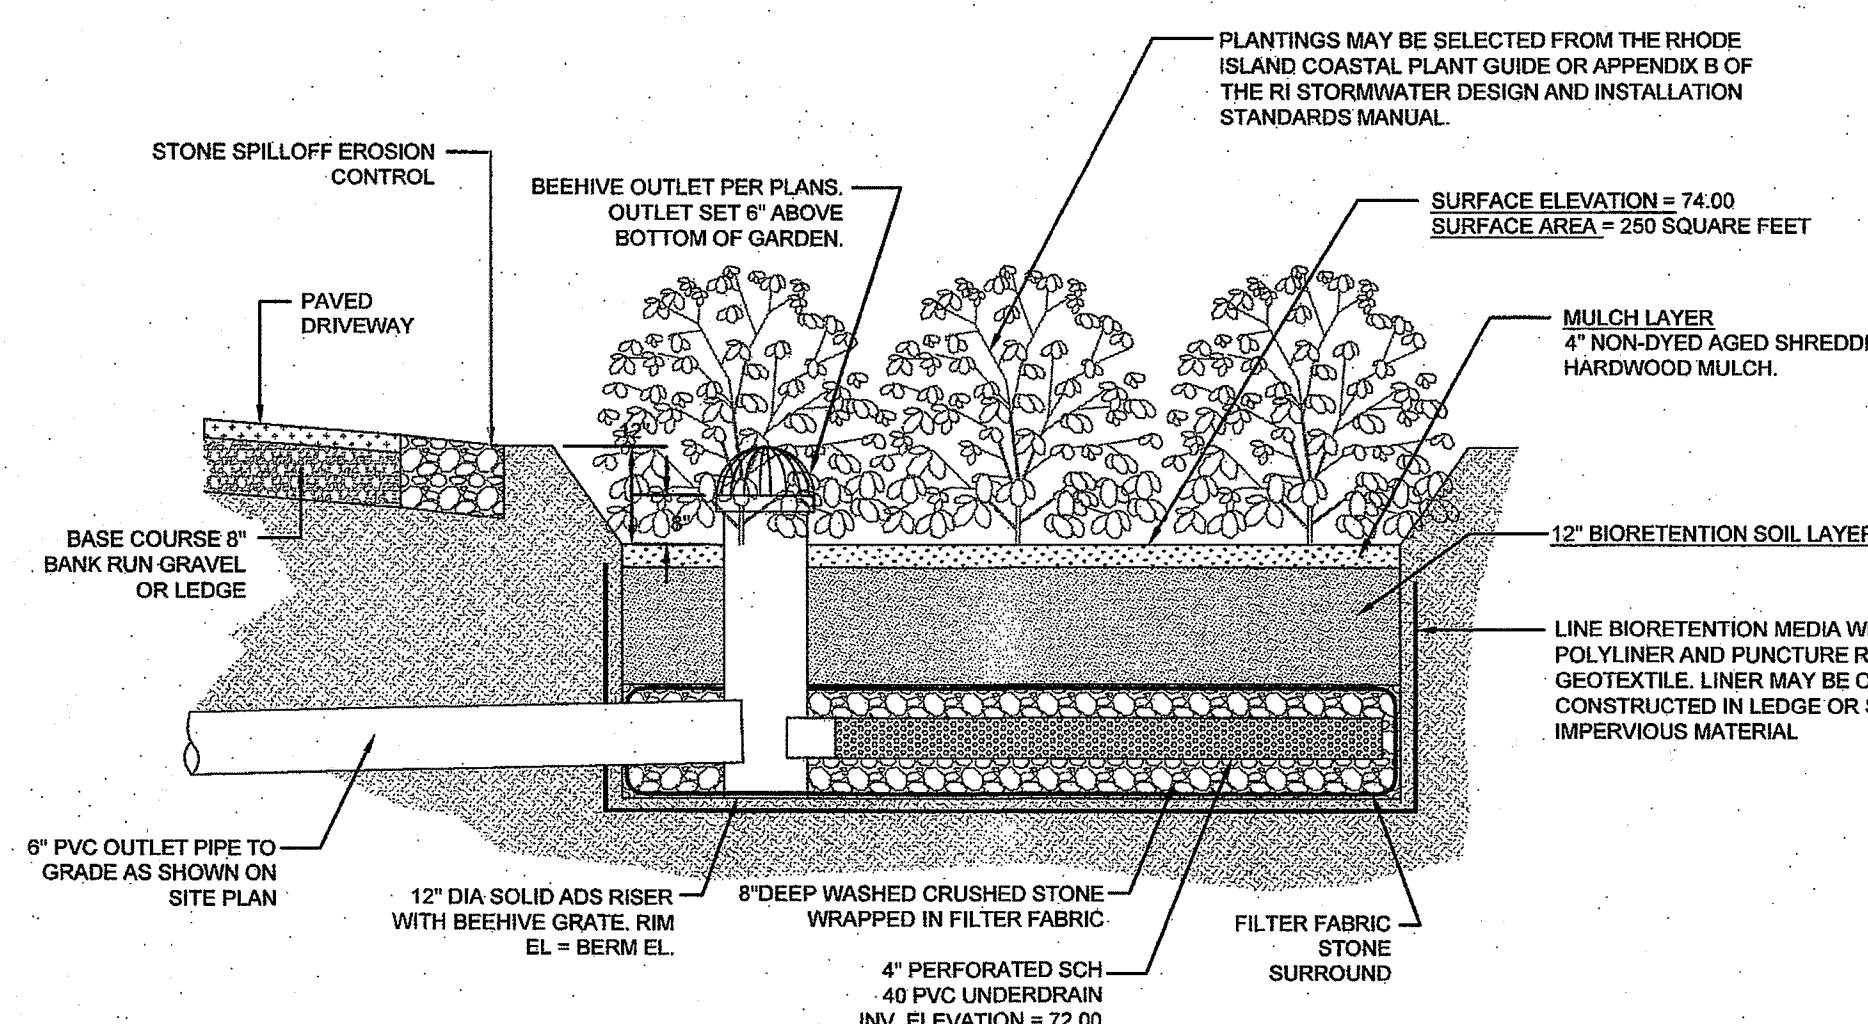 PLANTINGS MAY BE SELECTED FROM THE RHODE
ISLAND COASTAL PLANT GUIDE OR APPENDIX B OF
THE RI STORMWATER DESIGN AND INSTALLATION
STANDARDS MANUAL.
STONE SPILLOFF EROSION
CONTROL
BEEHIVE OUTLET PER PLANS.
OUTLET SET 6" ABOVE
BOTTOM OF GARDEN.
SURFACE ELEVATION = 74.00
SURFACE AREA = 250 SQUARE FEET
PAVED
DRIVEWAY
MULCH LAYER
4" NON-DYED AGED SHREDD
HARDWOOD MULCH.
12"
8"
BASE COURSE 8"
BANK RUN GRAVEL
OR LEDGE
12" BIORETENTION SOIL LAYER
LINE BIORETENTION MEDIA W
POLYLINER AND PUNCTURE R
GEOTEXTILE. LINER MAY BE O
CONSTRUCTED IN LEDGE OR S
IMPERVIOUS MATERIAL
6" PVC OUTLET PIPE TO
GRADE AS SHOWN ON
SITE PLAN
12" DIA SOLID ADS RISER
WITH BEEHIVE GRATE. RIM
EL = BERM EL.
8"DEEP WASHED CRUSHED STONE
WRAPPED IN FILTER FABRIC
FILTER FABRIC
STONE
SURROUND
4" PERFORATED SCH
40 PVC UNDERDRAIN
INV. ELEVATION = 72.00